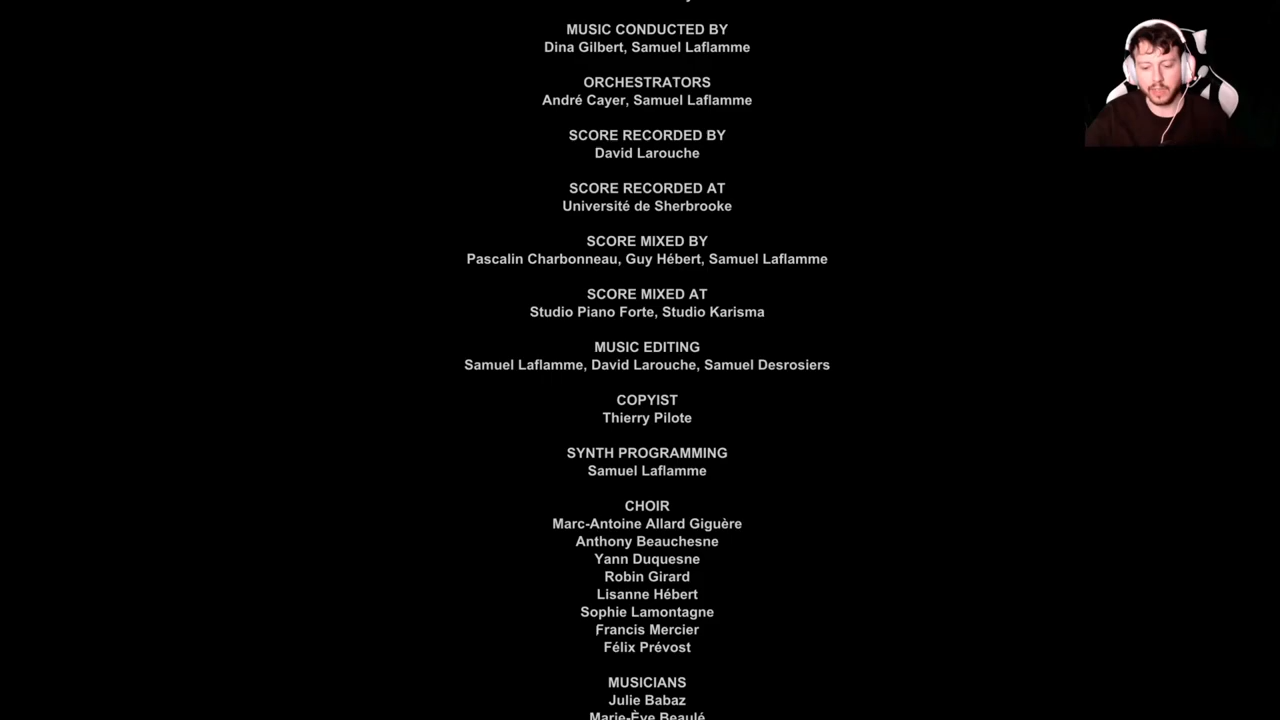 MUSIC CONDUCTED BY
Dina Gilbert, Samuel Laflamme
ORCHESTRATORS
André Cayer, Samuel Laflamme
SCORE RECORDED BY
David Larouche
SCORE RECORDED AT
Université de Sherbrooke
SCORE MIXED BY
Pascalin Charbonneau, Guy Hébert, Samuel Laflamme
SCORE MIXED AT
Studio Piano Forte, Studio Karisma
MUSIC EDITING
Samuel Laflamme, David Larouche, Samuel Desrosiers
COPYIST
Thierry Pilote
SYNTH PROGRAMMING
Samuel Laflamme
CHOIR
Marc-Antoine Allard Giguère
Anthony Beauchesne
Yann Duquesne
Robin Girard
Lisanne Hébert
Sophie Lamontagne
Francis Mercier
Félix Prévost
MUSICIANS
Julie Babaz
Marie-Ève Beaulé